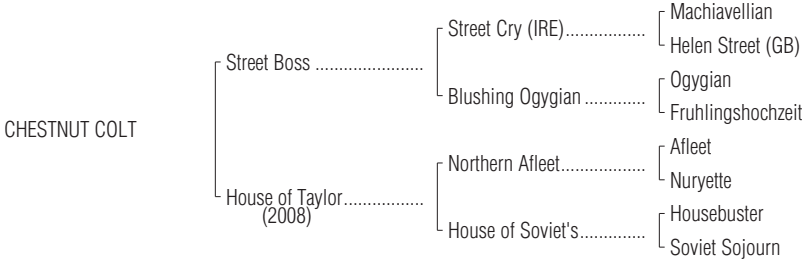 Machiavellian
Street Cry (IRE).................
Helen Street (GB)
Street Boss .......................
Ogygian
Blushing Ogygian .............
Fruhlingshochzeit
CHESTNUT COLT
Afleet
Northern Afleet..................
Nuryette
House of Taylor.................
(2008)
Housebuster
House of Soviet's..............
Soviet Sojourn